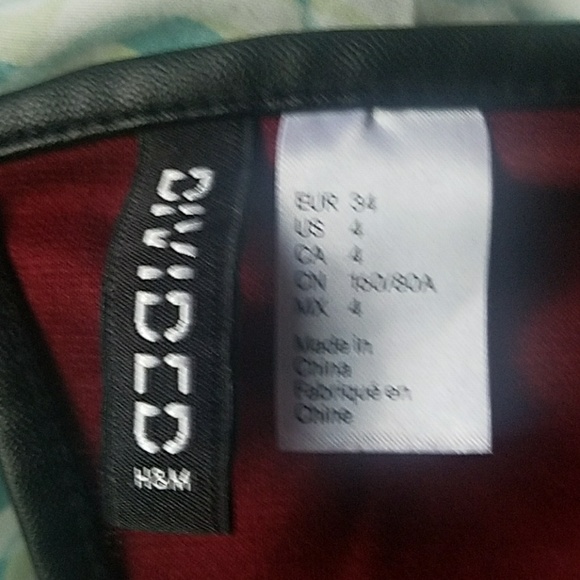 DIVIDED
H&M
EUR 34
US 4
CA 4
CN 160/80A
MX 4
Made in
China
Fabriqué en
Chine